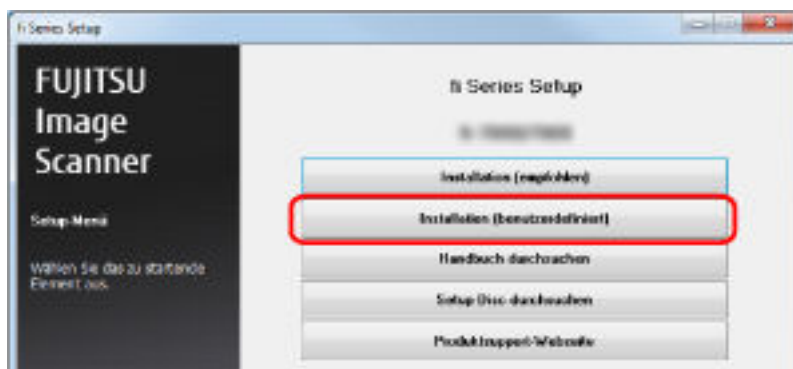 fi Series Setup
FUJITSU
Image
Scanner
Setup-Menü
Wählen Sie das zu startende
Element aus.
fi Series Setup
Installation (empfohlen)
Installation (benutzerdefiniert)
Handbuch durchsuchen
Setup Disc durchsuchen
Produktsupport-Webseite